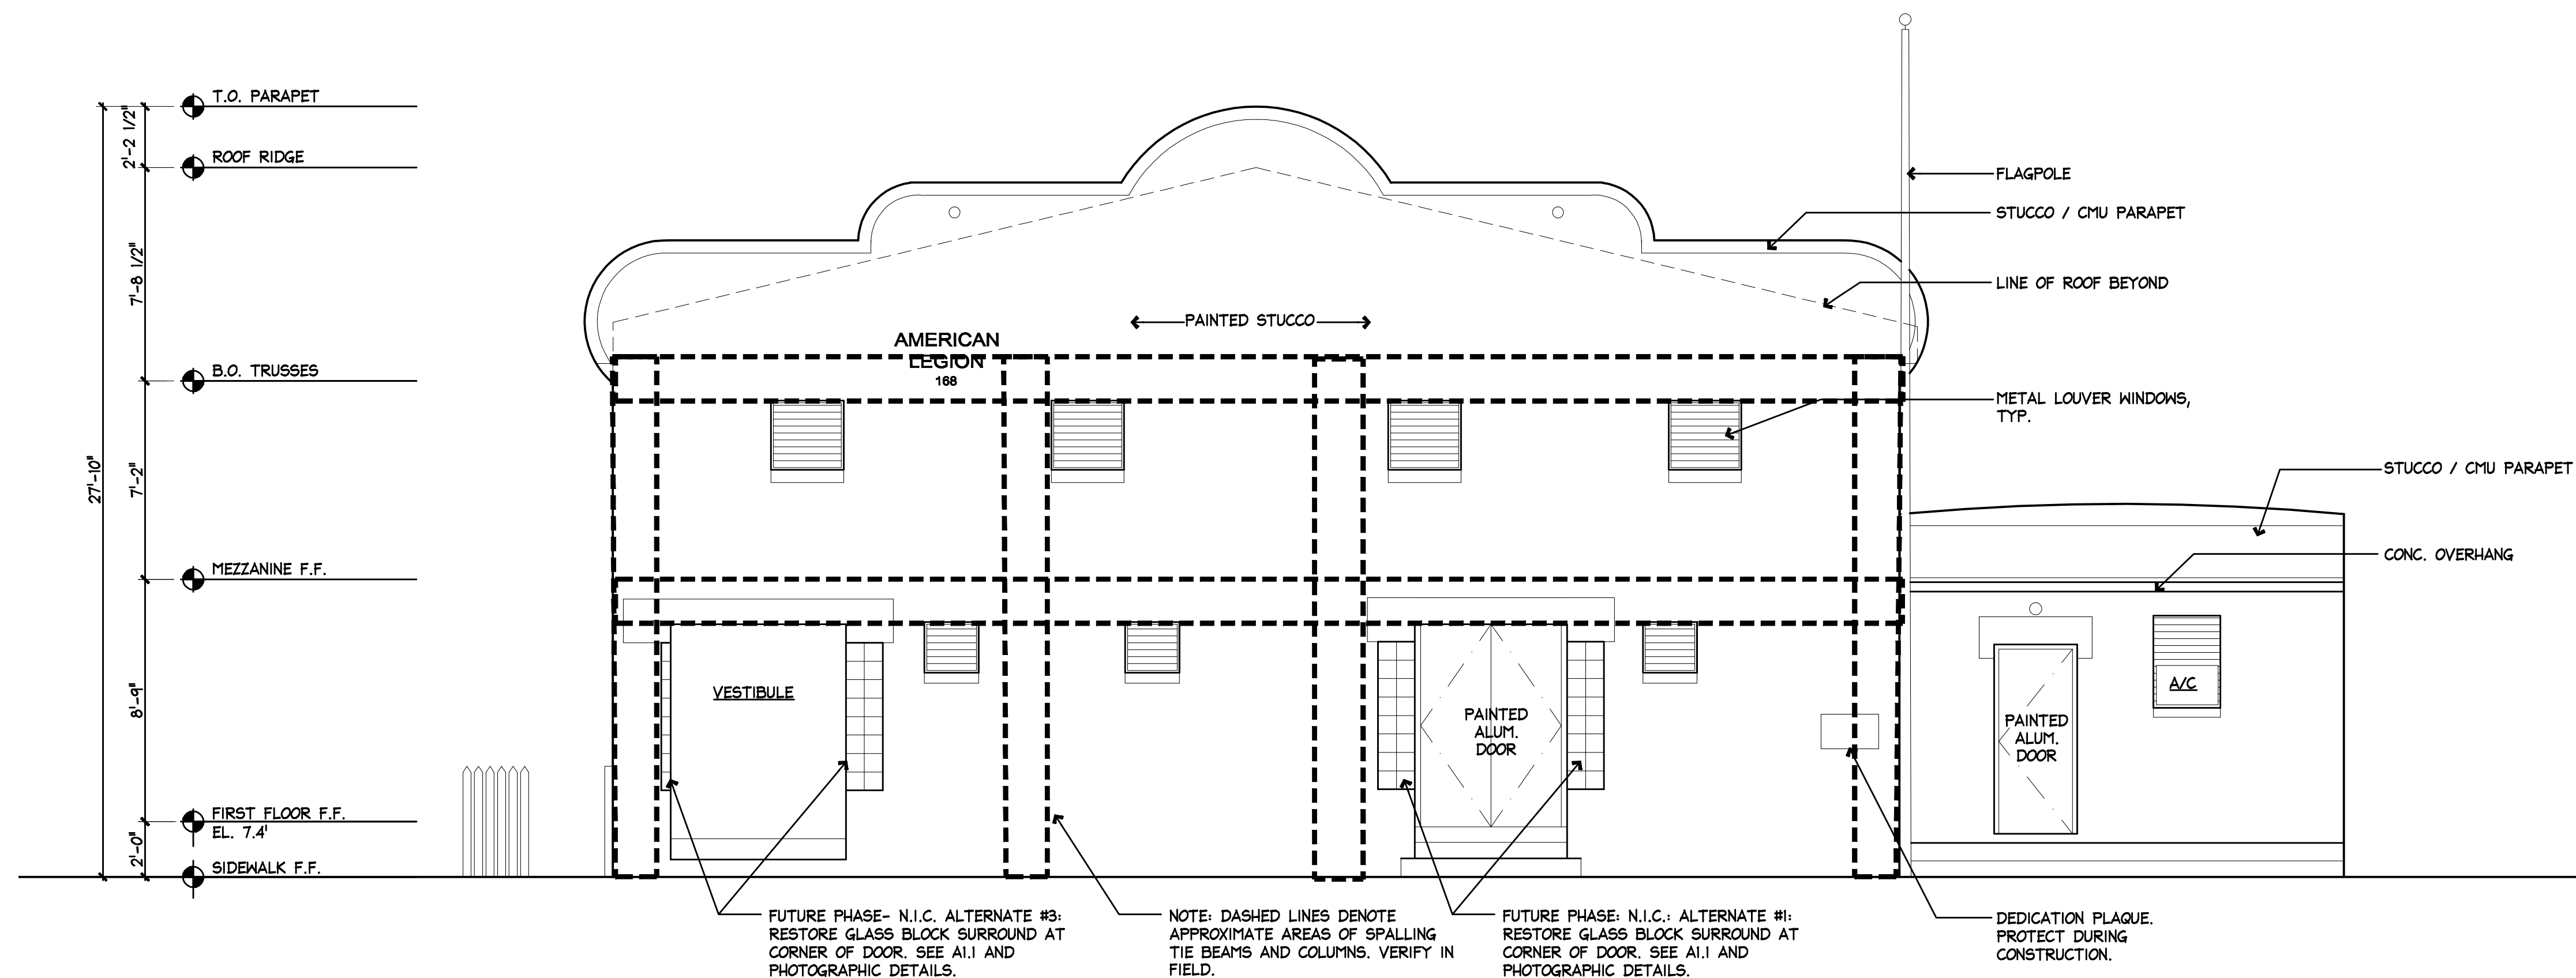 T.O. PARAPET
ROOF RIDGE
B.O. TRUSSES
MEZZANINE F.F.
FIRST FLOOR F.F.
EL. 7.4'
SIDEWALK F.F.
27'-10"
2'-2 1/2"
7'-8 1/2"
7'-2"
8'-9"
2'-0"
FLAGPOLE
STUCCO / CMU PARAPET
LINE OF ROOF BEYOND
PAINTED STUCCO
AMERICAN
LEGION
168
METAL LOUVER WINDOWS,
TYP.
STUCCO / CMU PARAPET
CONC. OVERHANG
VESTIBULE
PAINTED
ALUM.
DOOR
A/C
PAINTED
ALUM.
DOOR
FUTURE PHASE- N.I.C. ALTERNATE #3:
RESTORE GLASS BLOCK SURROUND AT
CORNER OF DOOR. SEE A1.1 AND
PHOTOGRAPHIC DETAILS.
NOTE: DASHED LINES DENOTE
APPROXIMATE AREAS OF SPALLING
TIE BEAMS AND COLUMNS. VERIFY IN
FIELD.
FUTURE PHASE: N.I.C.: ALTERNATE #1:
RESTORE GLASS BLOCK SURROUND AT
CORNER OF DOOR. SEE A1.1 AND
PHOTOGRAPHIC DETAILS.
DEDICATION PLAQUE.
PROTECT DURING
CONSTRUCTION.